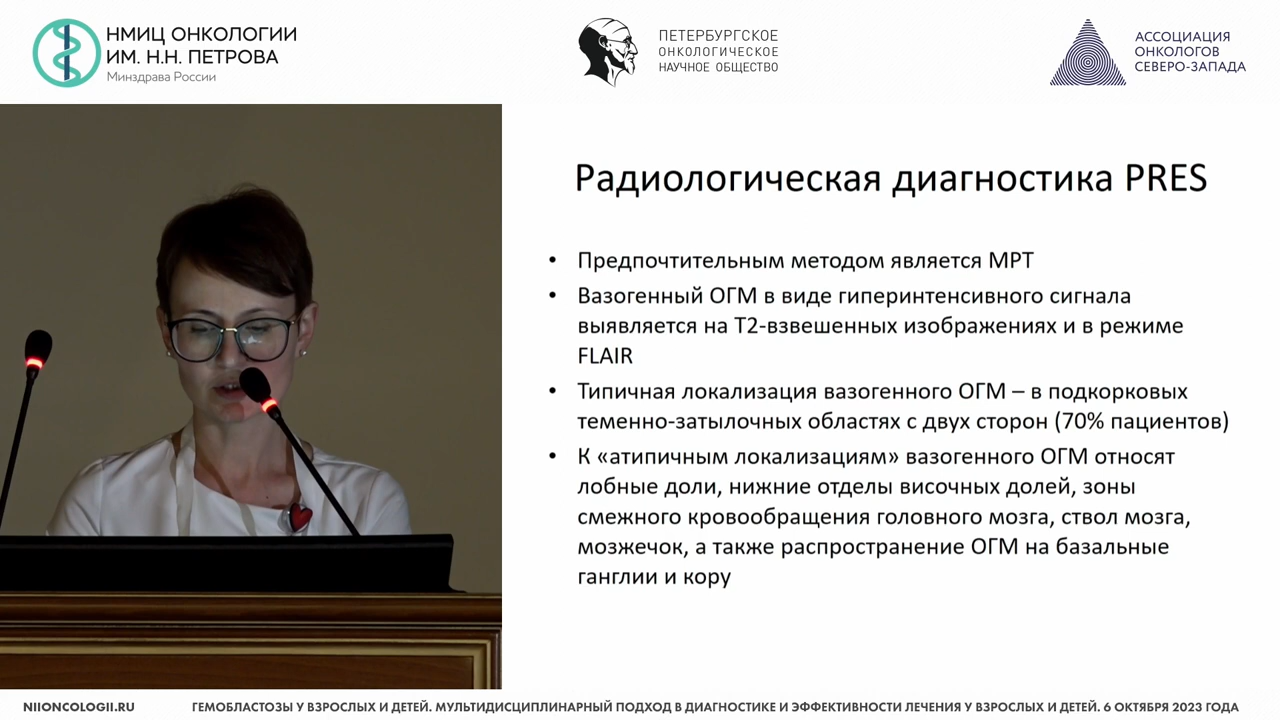 НМИЦ ОНКОЛОГИИ
ИМ. Н.Н. ПЕТРОВА
Минздрава России
ПЕТЕРБУРГСКОЕ
ОНКОЛОГИЧЕСКОЕ
НАУЧНОЕ ОБЩЕСТВО
АССОЦИАЦИЯ
ОНКОЛОГОВ
СЕВЕРО-ЗАПАДА
Радиологическая диагностика PRES
• Предпочтительным методом является МРТ
• Вазогенный ОГМ в виде гиперинтенсивного сигнала
выявляется на Т2-взвешенных изображениях и в режиме
FLAIR
• Типичная локализация вазогенного ОГМ – в подкорковых
теменно-затылочных областях с двух сторон (70% пациентов)
• К «атипичным локализациям» вазогенного ОГМ относят
лобные доли, нижние отделы височных долей, зоны
смежного кровообращения головного мозга, ствол мозга,
мозжечок, а также распространение ОГМ на базальные
ганглии и кору
NIIONCOLOGII.RU
ГЕМОБЛАСТОЗЫ У ВЗРОСЛЫХ И ДЕТЕЙ. МУЛЬТИДИСЦИПЛИНАРНЫЙ ПОДХОД В ДИАГНОСТИКЕ И ЭФФЕКТИВНОСТИ ЛЕЧЕНИЯ У ВЗРОСЛЫХ И ДЕТЕЙ. 6 ОКТЯБРЯ 2023 ГОДА